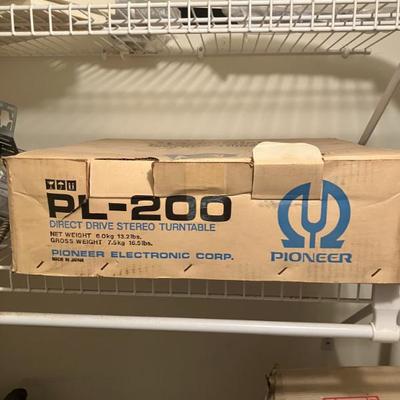 PL-200
DIRECT DRIVE STEREO TURNTABLE
NET WEIGHT 6.0kg 13.2lbs.
GROSS WEIGHT 7.5kg 16.5lbs.
PIONEER ELECTRONIC CORP.
MADE IN JAPAN
PIONEER